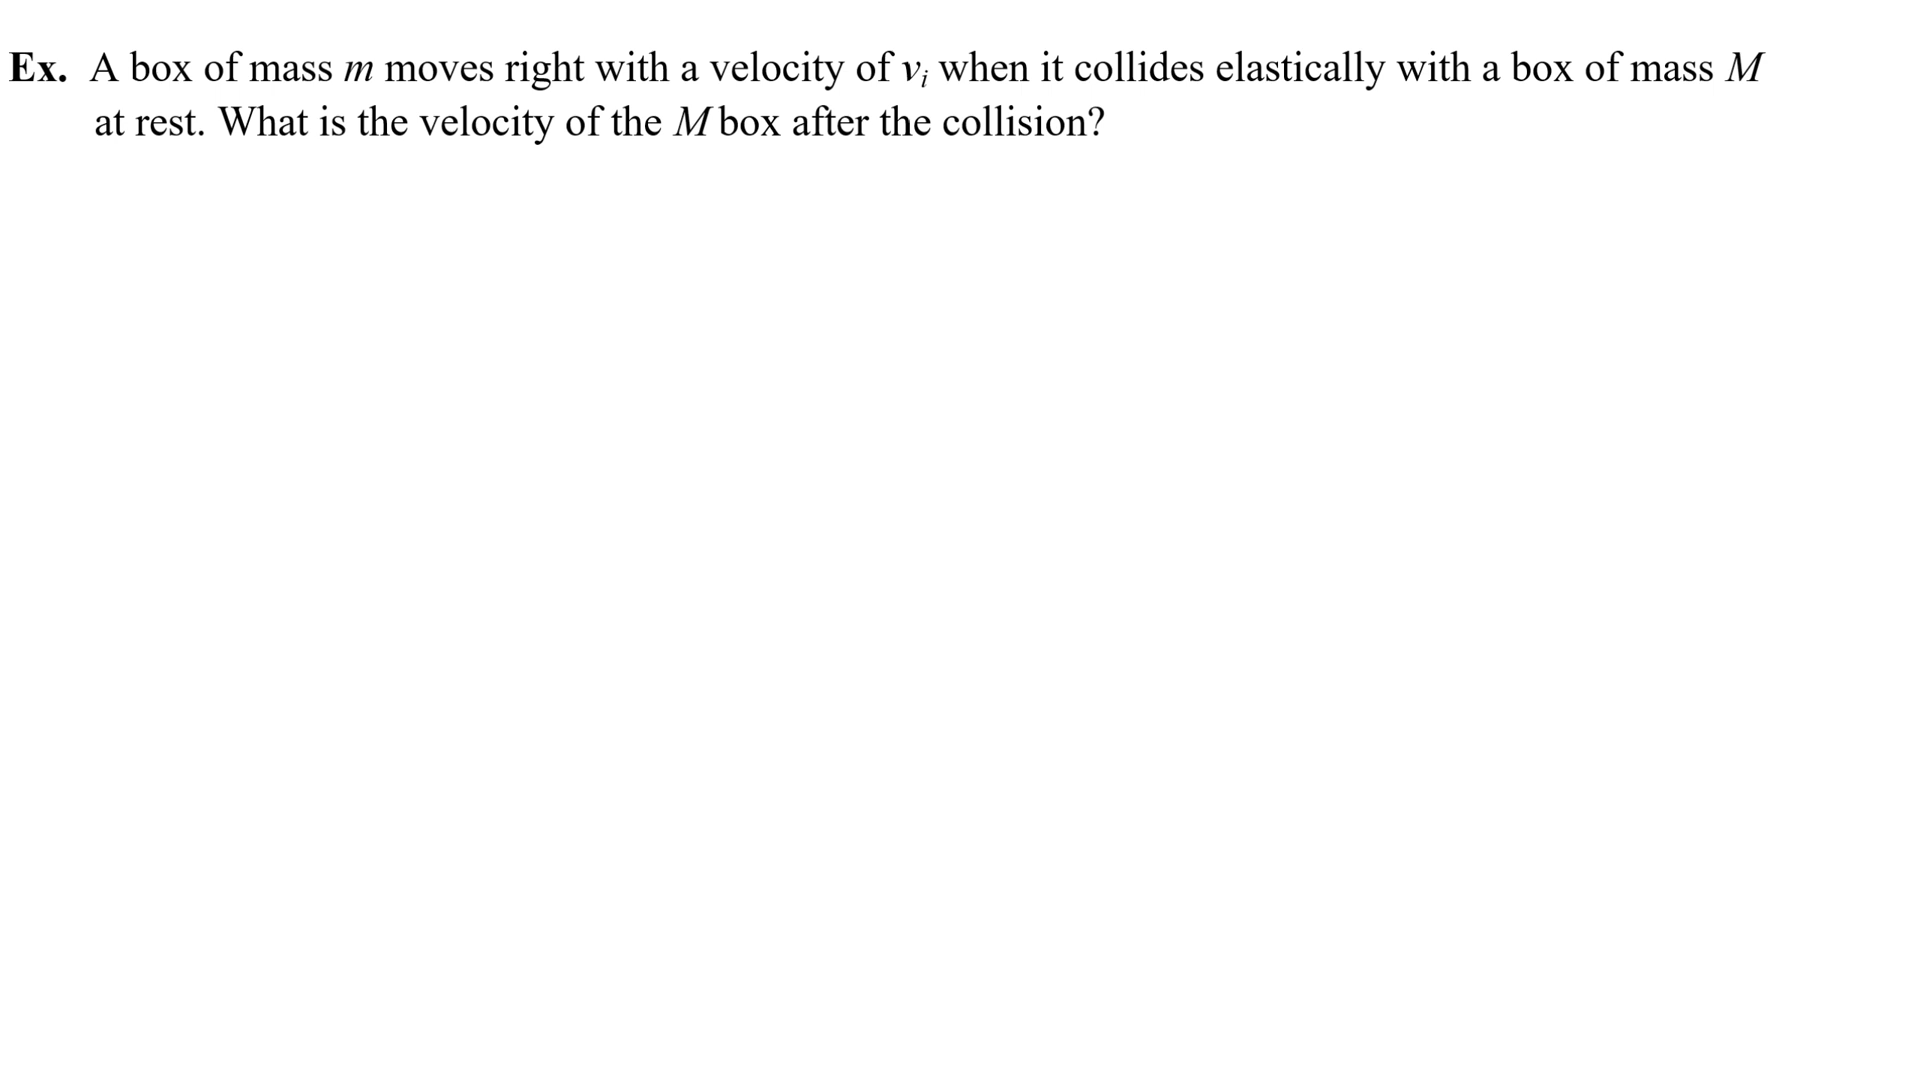 Ex. A box of mass m moves right with a velocity of vᵢ when it collides elastically with a box of mass M
at rest. What is the velocity of the M box after the collision?